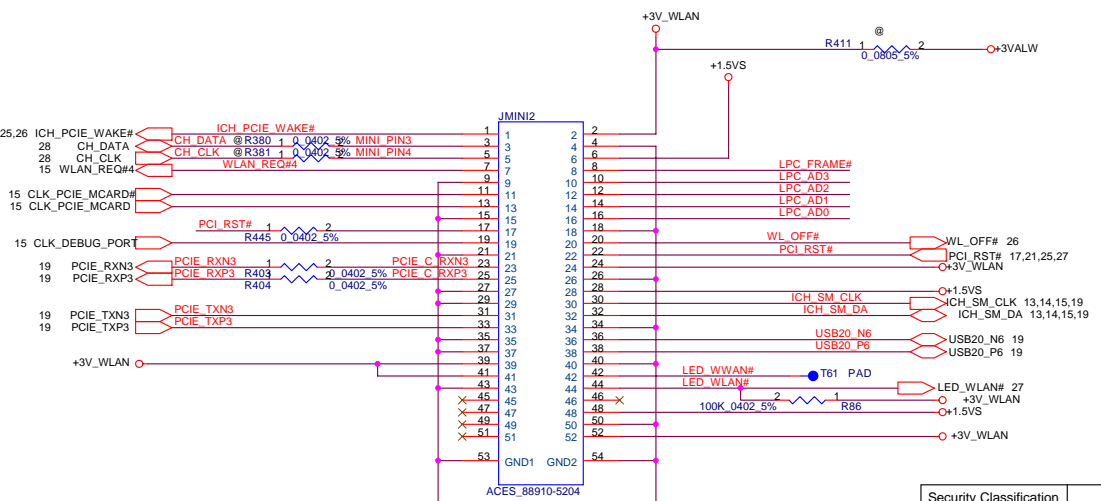 +3V_WLAN
@
R411 1 2 +3VALW
0_0805_5%
+1.5VS
JMINI2
25,26 ICH_PCIE_WAKE# ICH_PCIE_WAKE# 1 1 2 2
28 CH_DATA CH_DATA @R380 1 0_0402_5% 2 MINI_PIN3 3 3 4 4
28 CH_CLK CH_CLK @R381 1 0_0402_5% 2 MINI_PIN4 5 5 6 6
15 WLAN_REQ#4 WLAN_REQ#4 7 7 8 8 LPC_FRAME#
9 9 10 10 LPC_AD3
15 CLK_PCIE_MCARD# 11 11 12 12 LPC_AD2
15 CLK_PCIE_MCARD 13 13 14 14 LPC_AD1
15 15 16 16 LPC_AD0
PCI_RST# 1 2 17 17 18 18
R445 0_0402_5%
15 CLK_DEBUG_PORT 19 19 20 20 WL_OFF# WL_OFF# 26
21 21 22 22 PCI_RST# PCI_RST# 17,21,25,27
19 PCIE_RXN3 PCIE_RXN3 1 2 PCIE_C_RXN3 23 23 24 24 +3V_WLAN
R403 0_0402_5%
19 PCIE_RXP3 PCIE_RXP3 1 2 PCIE_C_RXP3 25 25 26 26
R404 0_0402_5%
27 27 28 28 +1.5VS
29 29 30 30 ICH_SM_CLK ICH_SM_CLK 13,14,15,19
19 PCIE_TXN3 PCIE_TXN3 31 31 32 32 ICH_SM_DA ICH_SM_DA 13,14,15,19
19 PCIE_TXP3 PCIE_TXP3 33 33 34 34
35 35 36 36 USB20_N6 USB20_N6 19
37 37 38 38 USB20_P6 USB20_P6 19
+3V_WLAN 39 39 40 40
41 41 42 42 LED_WWAN# T61 PAD
43 43 44 44 LED_WLAN# LED_WLAN# 27
45 45 46 46 2 1 +3V_WLAN
100K_0402_5% R86
47 47 48 48 +1.5VS
49 49 50 50
51 51 52 52 +3V_WLAN
53 GND1 GND2 54
ACES_88910-5204
Security Classification